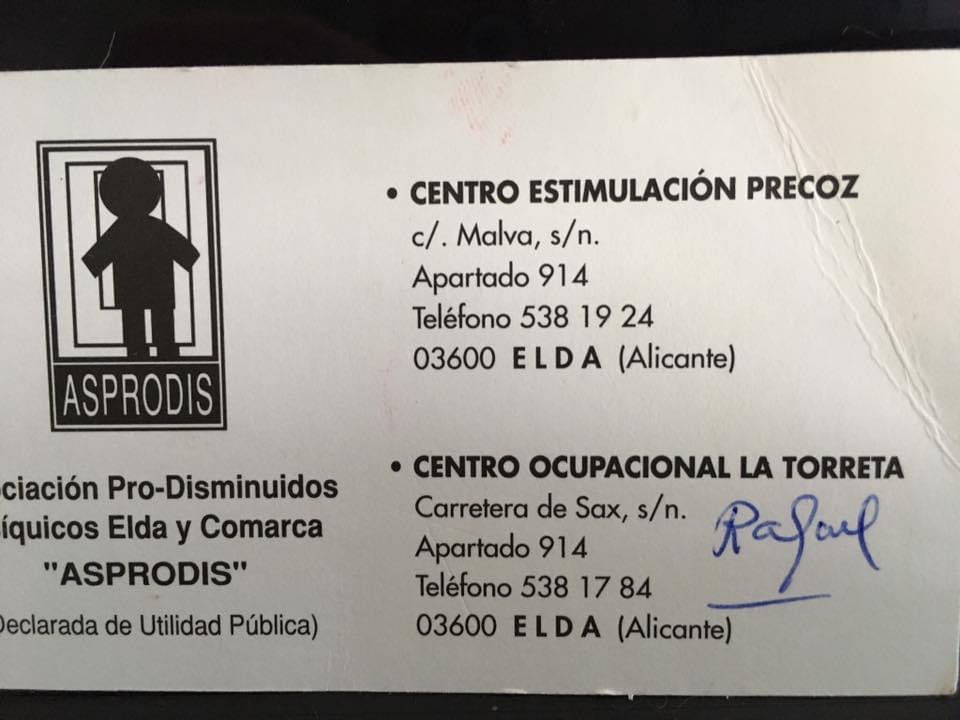 ASPRODIS
ciación Pro-Disminuidos
íquicos Elda y Comarca
"ASPRODIS"
Declarada de Utilidad Pública)
• CENTRO ESTIMULACIÓN PRECOZ
c/. Malva, s/n.
Apartado 914
Teléfono 538 19 24
03600 ELDA (Alicante)
• CENTRO OCUPACIONAL LA TORRETA
Carretera de Sax, s/n.
Apartado 914
Teléfono 538 17 84
03600 ELDA (Alicante)
Rafael